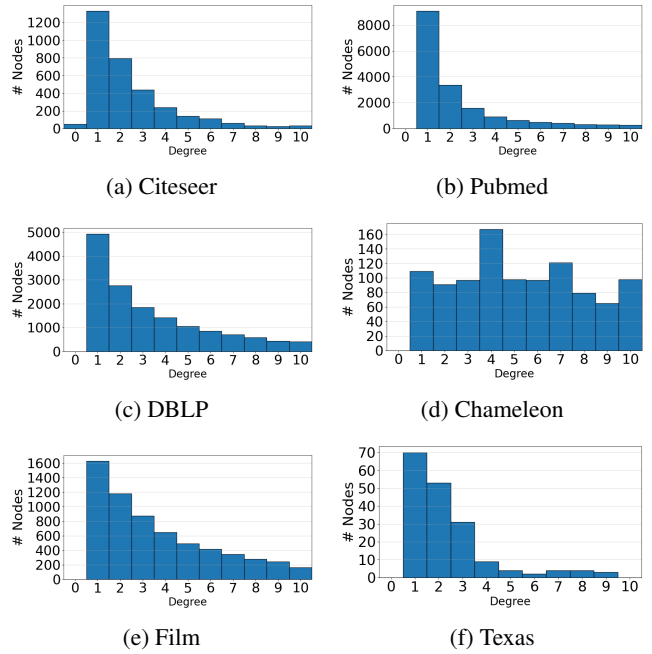 # Nodes
1200
1000
800
600
400
200
0
0 1 2 3 4 5 6 7 8 9 10
Degree
(a) Citeseer
# Nodes
8000
6000
4000
2000
0
0 1 2 3 4 5 6 7 8 9 10
Degree
(b) Pubmed
# Nodes
5000
4000
3000
2000
1000
0
0 1 2 3 4 5 6 7 8 9 10
Degree
(c) DBLP
# Nodes
160
140
120
100
80
60
40
20
0
0 1 2 3 4 5 6 7 8 9 10
Degree
(d) Chameleon
# Nodes
1600
1400
1200
1000
800
600
400
200
0
0 1 2 3 4 5 6 7 8 9 10
Degree
(e) Film
# Nodes
70
60
50
40
30
20
10
0
0 1 2 3 4 5 6 7 8 9 10
Degree
(f) Texas